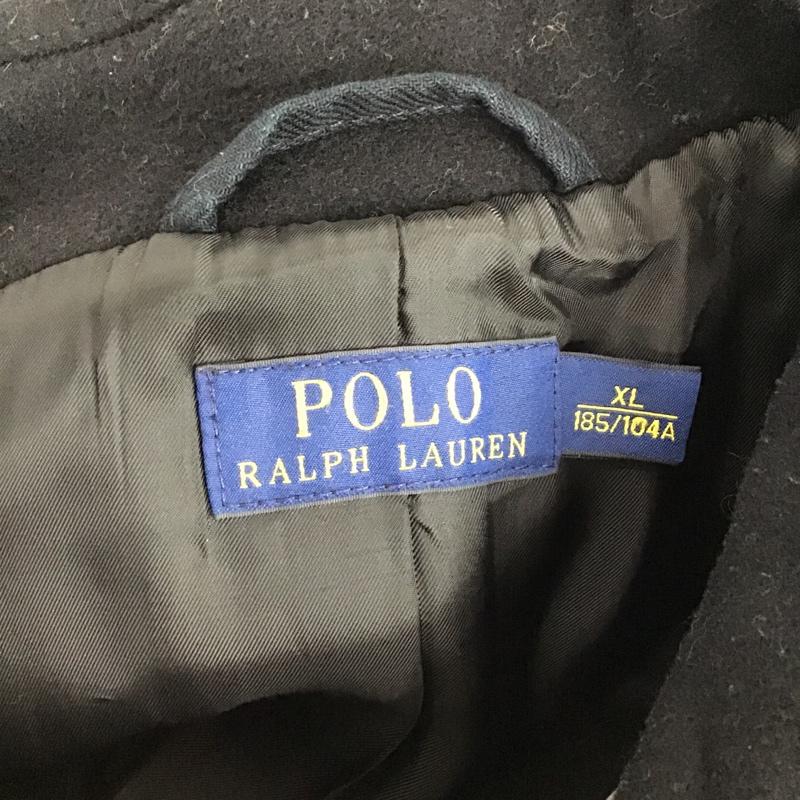 POLO
RALPH LAUREN
XL
185/104A